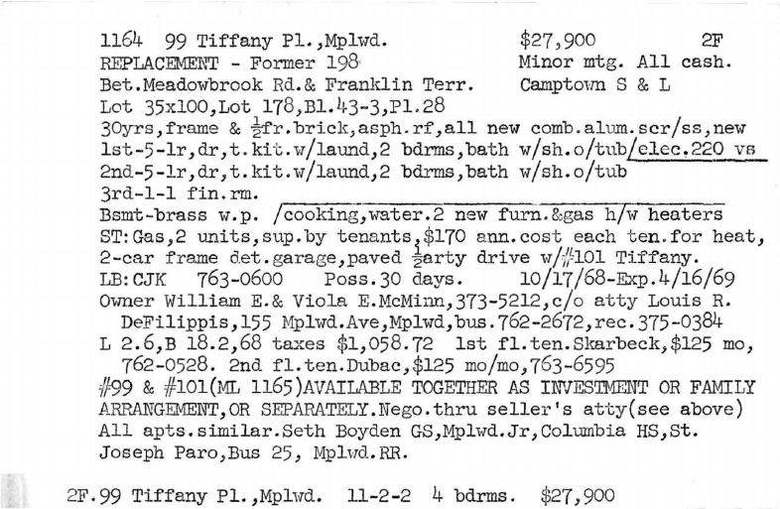 1164 99 Tiffany Pl.,Mplwd. $27,900 2F
REPLACEMENT - Former 198 Minor mtg. All cash.
Bet.Meadowbrook Rd.& Franklin Terr. Camptown S & L
Lot 35x100,Lot 178,Bl.43-3,Pl.28
30yrs,frame & ½fr.brick,asph.rf,all new comb.alum.scr/ss,new
1st-5-lr,dr,t.kit.w/laund,2 bdrms,bath w/sh.o/tub/elec.220 vs
2nd-5-lr,dr,t.kit.w/laund,2 bdrms,bath w/sh.o/tub
3rd-1-1 fin.rm.
Bsmt-brass w.p. /cooking,water.2 new furn.&gas h/w heaters
ST:Gas,2 units,sup.by tenants,$170 ann.cost each ten.for heat,
2-car frame det.garage,paved ½arty drive w/#101 Tiffany.
LB:CJK 763-0600 Poss.30 days. 10/17/68-Exp.4/16/69
Owner William E.& Viola E.McMinn,373-5212,c/o atty Louis R.
DeFilippis,155 Mplwd.Ave,Mplwd,bus.762-2672,rec.375-0384
L 2.6,B 18.2,68 taxes $1,058.72 1st fl.ten.Skarbeck,$125 mo,
762-0528. 2nd fl.ten.Dubac,$125 mo/mo,763-6595
#99 & #101(ML 1165)AVAILABLE TOGETHER AS INVESTMENT OR FAMILY
ARRANGEMENT,OR SEPARATELY.Nego.thru seller's atty(see above)
All apts.similar.Seth Boyden GS,Mplwd.Jr,Columbia HS,St.
Joseph Paro,Bus 25, Mplwd.RR.
2F.99 Tiffany Pl.,Mplwd. 11-2-2 4 bdrms. $27,900